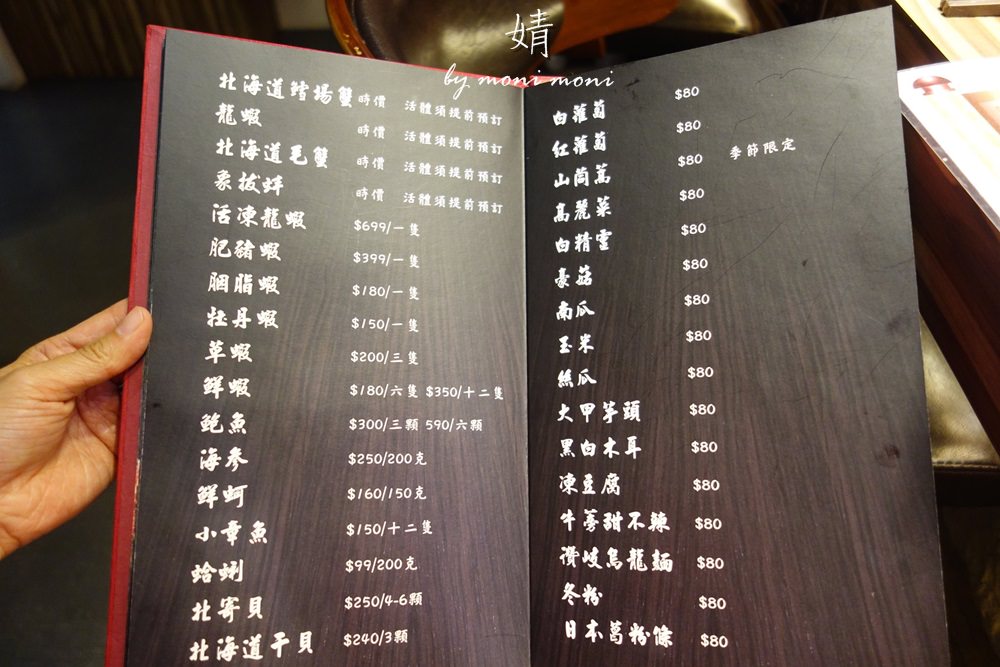 婧
by moni moni
北海道鱈場蟹 時價 活體須提前預訂
龍蝦 時價 活體須提前預訂
北海道毛蟹 時價 活體須提前預訂
象拔蚌 時價 活體須提前預訂
活凍龍蝦 $699/一隻
肥豬蝦 $399/一隻
胭脂蝦 $180/一隻
牡丹蝦 $150/一隻
草蝦 $200/三隻
鮮蝦 $180/六隻 $350/十二隻
鮑魚 $300/三顆 590/六顆
海参 $250/200克
鮮蚵 $160/150克
小章魚 $150/十二隻
蛤蜊 $99/200克
北寄貝 $250/4-6顆
北海道干貝 $240/3顆
白蘿蔔 $80
紅蘿蔔 $80
山茼蒿 $80 季節限定
高麗菜 $80
白精靈 $80
豪菇 $80
南瓜 $80
玉米 $80
絲瓜 $80
大甲芋頭 $80
黑白木耳 $80
凍豆腐 $80
牛蒡甜不辣 $80
讚岐烏龍麵 $80
冬粉 $80
日本葛粉條 $80